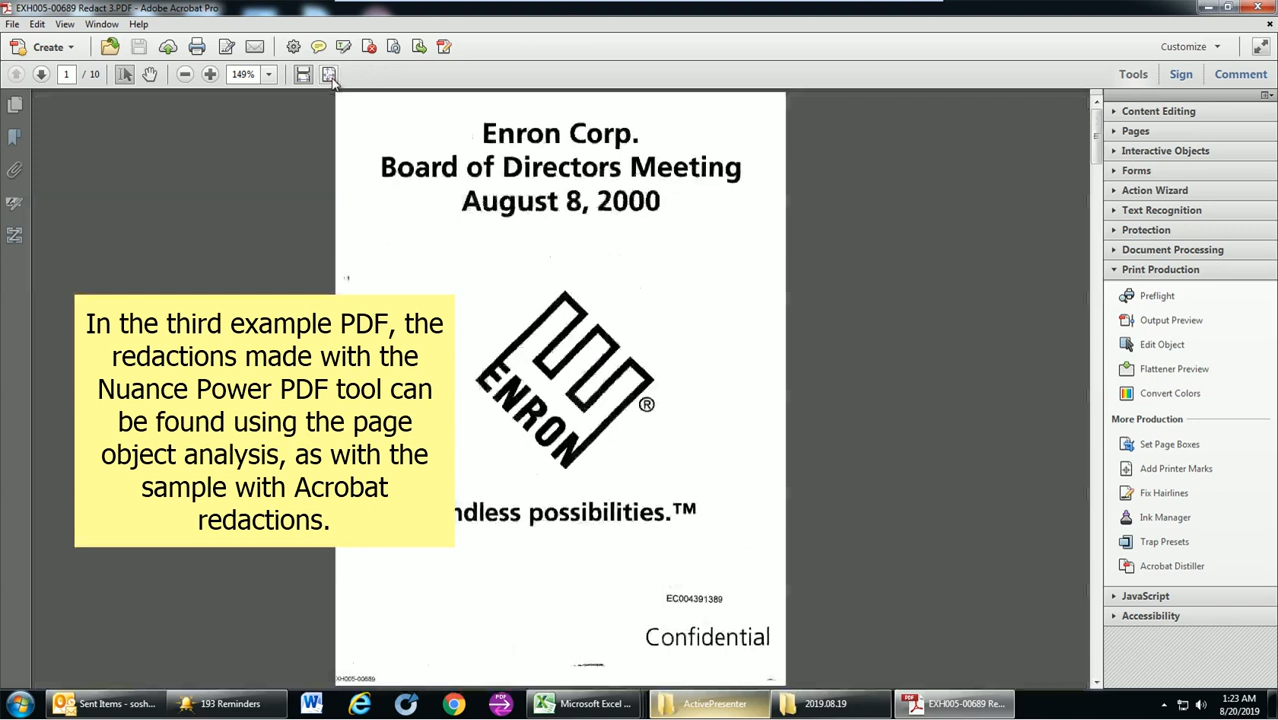 EXH005-00689 Redact 3.PDF - Adobe Acrobat Pro
File Edit View Window Help
Create
Customize
1 / 10
149%
Tools Sign Comment
Enron Corp.
Board of Directors Meeting
August 8, 2000
ENRON
®
ndless possibilities.™
EC004391389
Confidential
XH005-00689
In the third example PDF, the
redactions made with the
Nuance Power PDF tool can
be found using the page
object analysis, as with the
sample with Acrobat
redactions.
Content Editing
Pages
Interactive Objects
Forms
Action Wizard
Text Recognition
Protection
Document Processing
Print Production
Preflight
Output Preview
Edit Object
Flattener Preview
Convert Colors
More Production
Set Page Boxes
Add Printer Marks
Fix Hairlines
Ink Manager
Trap Presets
Acrobat Distiller
JavaScript
Accessibility
Sent Items - sosh...
193 Reminders
PDF
Microsoft Excel ...
ActivePresenter
2019.08.19
EXH005-00689 Re...
1:23 AM
8/20/2019